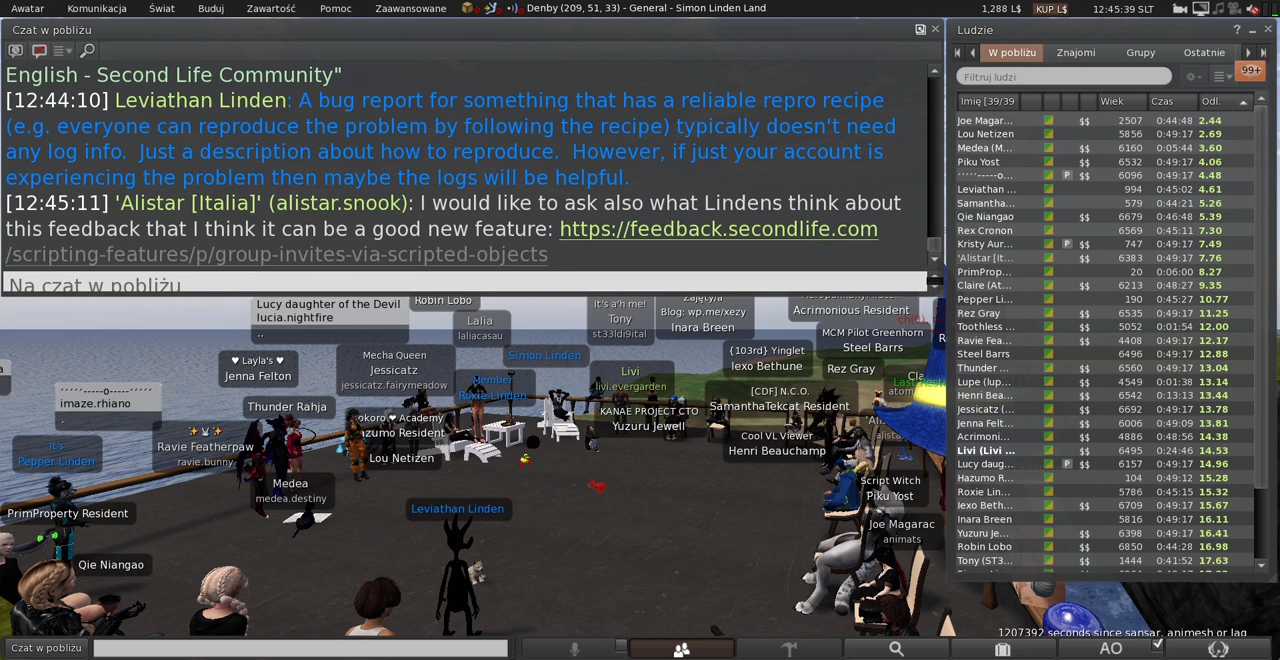 Awatar Komunikacja Świat Buduj Zawartość Pomoc Zaawansowane Denby (209, 51, 33) - General - Simon Linden Land 1,288 L$ KUP L$ 12:45:39 SLT
Czat w pobliżu
English - Second Life Community"
[12:44:10] Leviathan Linden: A bug report for something that has a reliable repro recipe
(e.g. everyone can reproduce the problem by following the recipe) typically doesn't need
any log info.  Just a description about how to reproduce.  However, if just your account is
experiencing the problem then maybe the logs will be helpful.
[12:45:11] 'Alistar [Italia]' (alistar.snook): I would like to ask also what Lindens think about
this feedback that I think it can be a good new feature: https://feedback.secondlife.com
/scripting-features/p/group-invites-via-scripted-objects
Na czat w pobliżu
Ludzie
W pobliżu Znajomi Grupy Ostatnie
99+
Filtruj ludzi
Imię [39/39 Wiek Czas Odl.
Joe Magar... $$ 2507 0:44:48 2.44
Lou Netizen 5856 0:49:17 2.69
Medea (M... $$ 6160 0:05:44 3.60
Piku Yost $$ 6532 0:49:17 4.06
´´´´´-----o... P $$ 6096 0:49:17 4.48
Leviathan ... 994 0:45:02 4.61
Samantha... 579 0:44:21 5.26
Qie Niangao $$ 6679 0:46:48 5.39
Rex Cronon 6569 0:45:11 7.30
Kristy Aur... P $$ 747 0:49:17 7.49
'Alistar [It... $$ 6383 0:49:17 7.76
PrimProp... 20 0:06:00 8.27
Claire (At... $$ 6213 0:48:27 9.35
Pepper Li... 190 0:45:27 10.77
Rez Gray $$ 6535 0:49:17 11.25
Toothless ... $$ 5052 0:01:54 12.00
Ravie Fea... $$ 4408 0:49:17 12.17
Steel Barrs 6496 0:49:17 12.88
Thunder ... $$ 6560 0:49:17 13.04
Lupe (lup... $$ 4549 0:01:38 13.14
Henri Bea... $$ 6542 0:13:13 13.44
Jessicatz (... $$ 6692 0:49:17 13.78
Jenna Felt... $$ 6006 0:49:09 13.81
Acrimoni... $$ 4886 0:48:56 14.38
Livi (Livi ... $$ 6495 0:24:46 14.53
Lucy daug... P $$ 6157 0:49:17 14.96
Hazumo R... 104 0:49:12 15.28
Roxie Lin... 5786 0:45:15 15.32
Iexo Beth... $$ 6709 0:49:17 15.67
Inara Breen 5816 0:49:17 16.11
Yuzuru Je... $$ 6398 0:49:17 16.41
Robin Lobo $$ 6850 0:44:28 16.98
Tony (ST3... $$ 1444 0:41:52 17.63
Lucy daughter of the Devil
lucia.nightfire
..
Robin Lobo
Lalia
laliacasau
It's a'h me!
Tony
st33ldi9ital
Zajęty/a
Blog: wp.me/xezy
Inara Breen
Acrimonious Resident
MCM Pilot Greenhorn
Steel Barrs
♥ Layla's ♥
Jenna Felton
Mecha Queen
Jessicatz
jessicatz.fairymeadow
Simon Linden
Member
Roxie Linden
Livi
livi.evergarden
{103rd} Yinglet
Iexo Bethune
Rez Gray
´´´´´-----o-´´´´´
imaze.rhiano
.
Thunder Rahja
okoro ♥ Academy
azumo Resident
KANAE PROJECT CTO
Yuzuru Jewell
[CDF] N.C.O.
SamanthaTekcat Resident
It's
Pepper Linden
Ravie Featherpaw
ravie.bunny
Lou Netizen
Cool VL Viewer
Henri Beauchamp
Medea
medea.destiny
Leviathan Linden
Script Witch
Piku Yost
PrimProperty Resident
Joe Magarac
animats
Qie Niangao
1207392 seconds since sansar, animesh or lag
Czat w pobliżu
AO